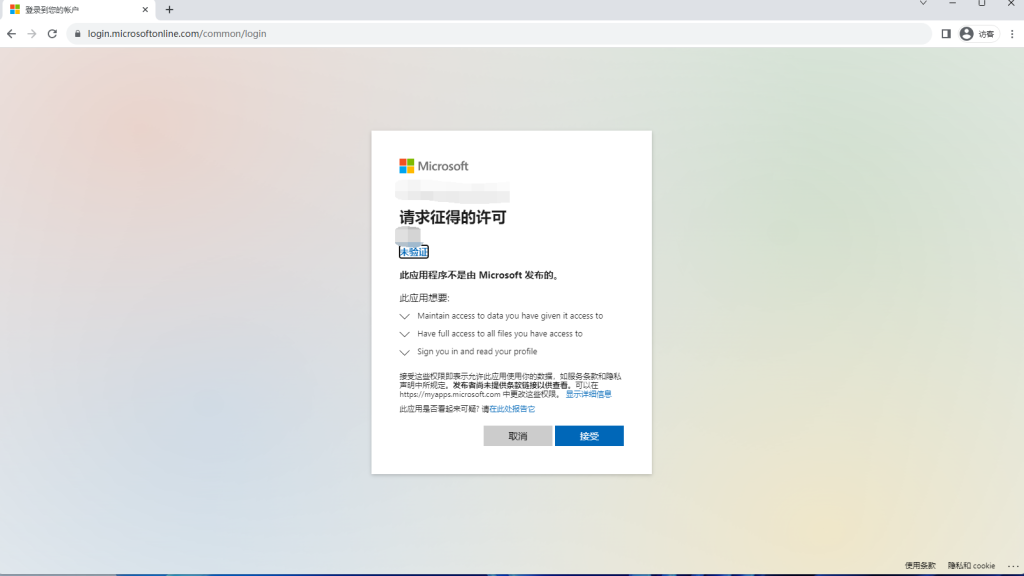 登录到您的帐户
login.microsoftonline.com/common/login
访客
Microsoft
请求征得的许可
未验证
此应用程序不是由 Microsoft 发布的。
此应用想要:
Maintain access to data you have given it access to
Have full access to all files you have access to
Sign you in and read your profile
接受这些权限即表示允许此应用使用你的数据，如服务条款和隐私
声明中所规定。发布者尚未提供条款链接以供查看。可以在
https://myapps.microsoft.com 中更改这些权限。 显示详细信息
此应用是否看起来可疑? 请在此处报告它
取消
接受
使用条款 隐私和 cookie ···